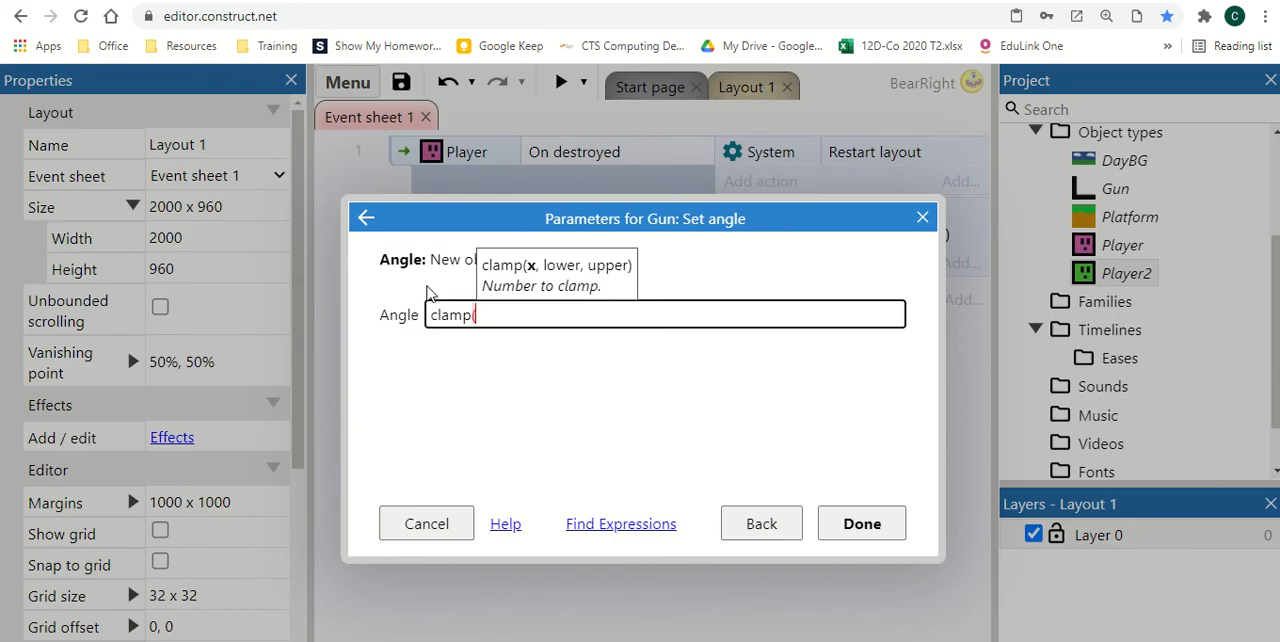 editor.construct.net
Apps Office Resources Training Show My Homewor... Google Keep CTS Computing De... My Drive - Google... 12D-Co 2020 T2.xlsx EduLink One » Reading list
Properties
Layout
Name Layout 1
Event sheet Event sheet 1
Size 2000 x 960
Width 2000
Height 960
Unbounded
scrolling
Vanishing
point 50%, 50%
Effects
Add / edit Effects
Editor
Margins 1000 x 1000
Show grid
Snap to grid
Grid size 32 x 32
Grid offset 0, 0
Menu Start page Layout 1 BearRight
Event sheet 1
1 Player On destroyed System Restart layout
Add action Add...
)
Add...
Add...
Parameters for Gun: Set angle
Angle: New o
clamp(x, lower, upper)
Number to clamp.
Angle clamp(
Cancel Help Find Expressions Back Done
Project
Search
Object types
DayBG
Gun
Platform
Player
Player2
Families
Timelines
Eases
Sounds
Music
Videos
Fonts
Layers - Layout 1
Layer 0 0